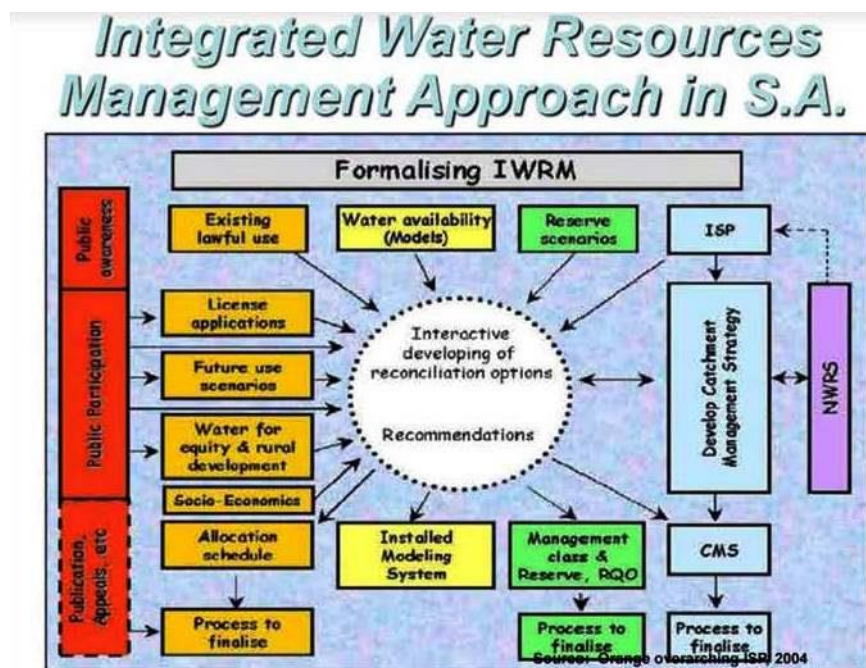 Integrated Water Resources
Management Approach in S.A.
Formalising IWRM
Public
awareness
Existing
lawful use
Water availability
(Models)
Reserve
scenarios
ISP
Public Participation
License
applications
Future use
scenarios
Water for
equity & rural
development
Socio-Economics
Interactive
developing of
reconciliation options
Recommendations
Develop Catchment
Management Strategy
NWRS
Publication,
Appeals, etc
Allocation
schedule
Installed
Modeling
System
Management
class &
Reserve, RQO
CMS
Process to
finalise
Process to
finalise
Process to
finalise
Source: Orange overarching ISP, 2004